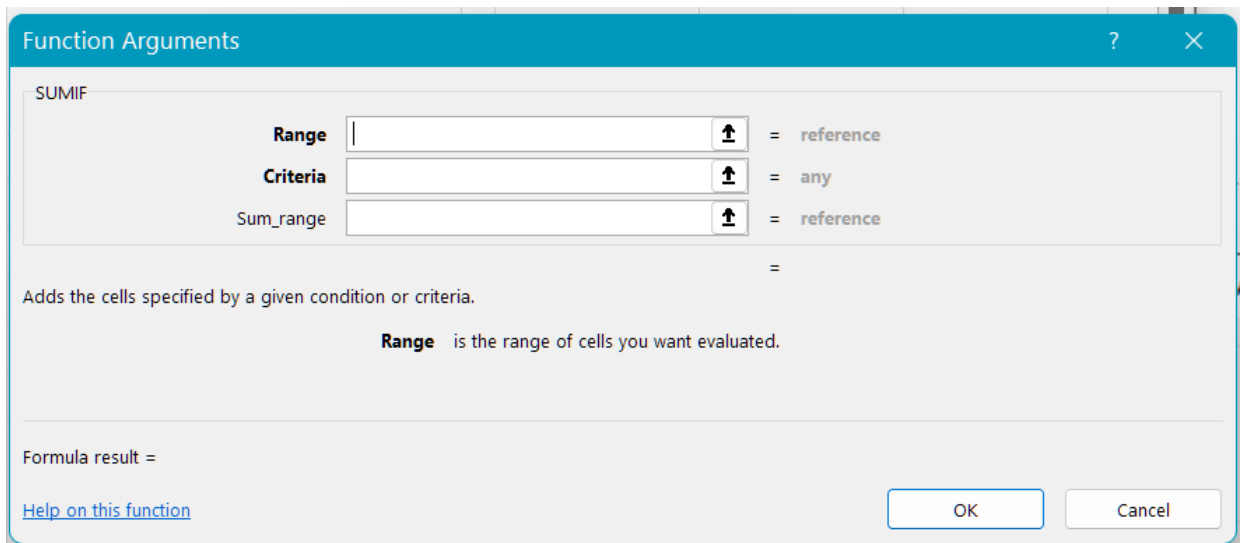 Function Arguments ? ×
SUMIF
Range = reference
Criteria = any
Sum_range = reference
=
Adds the cells specified by a given condition or criteria.
Range is the range of cells you want evaluated.
Formula result =
Help on this function OK Cancel